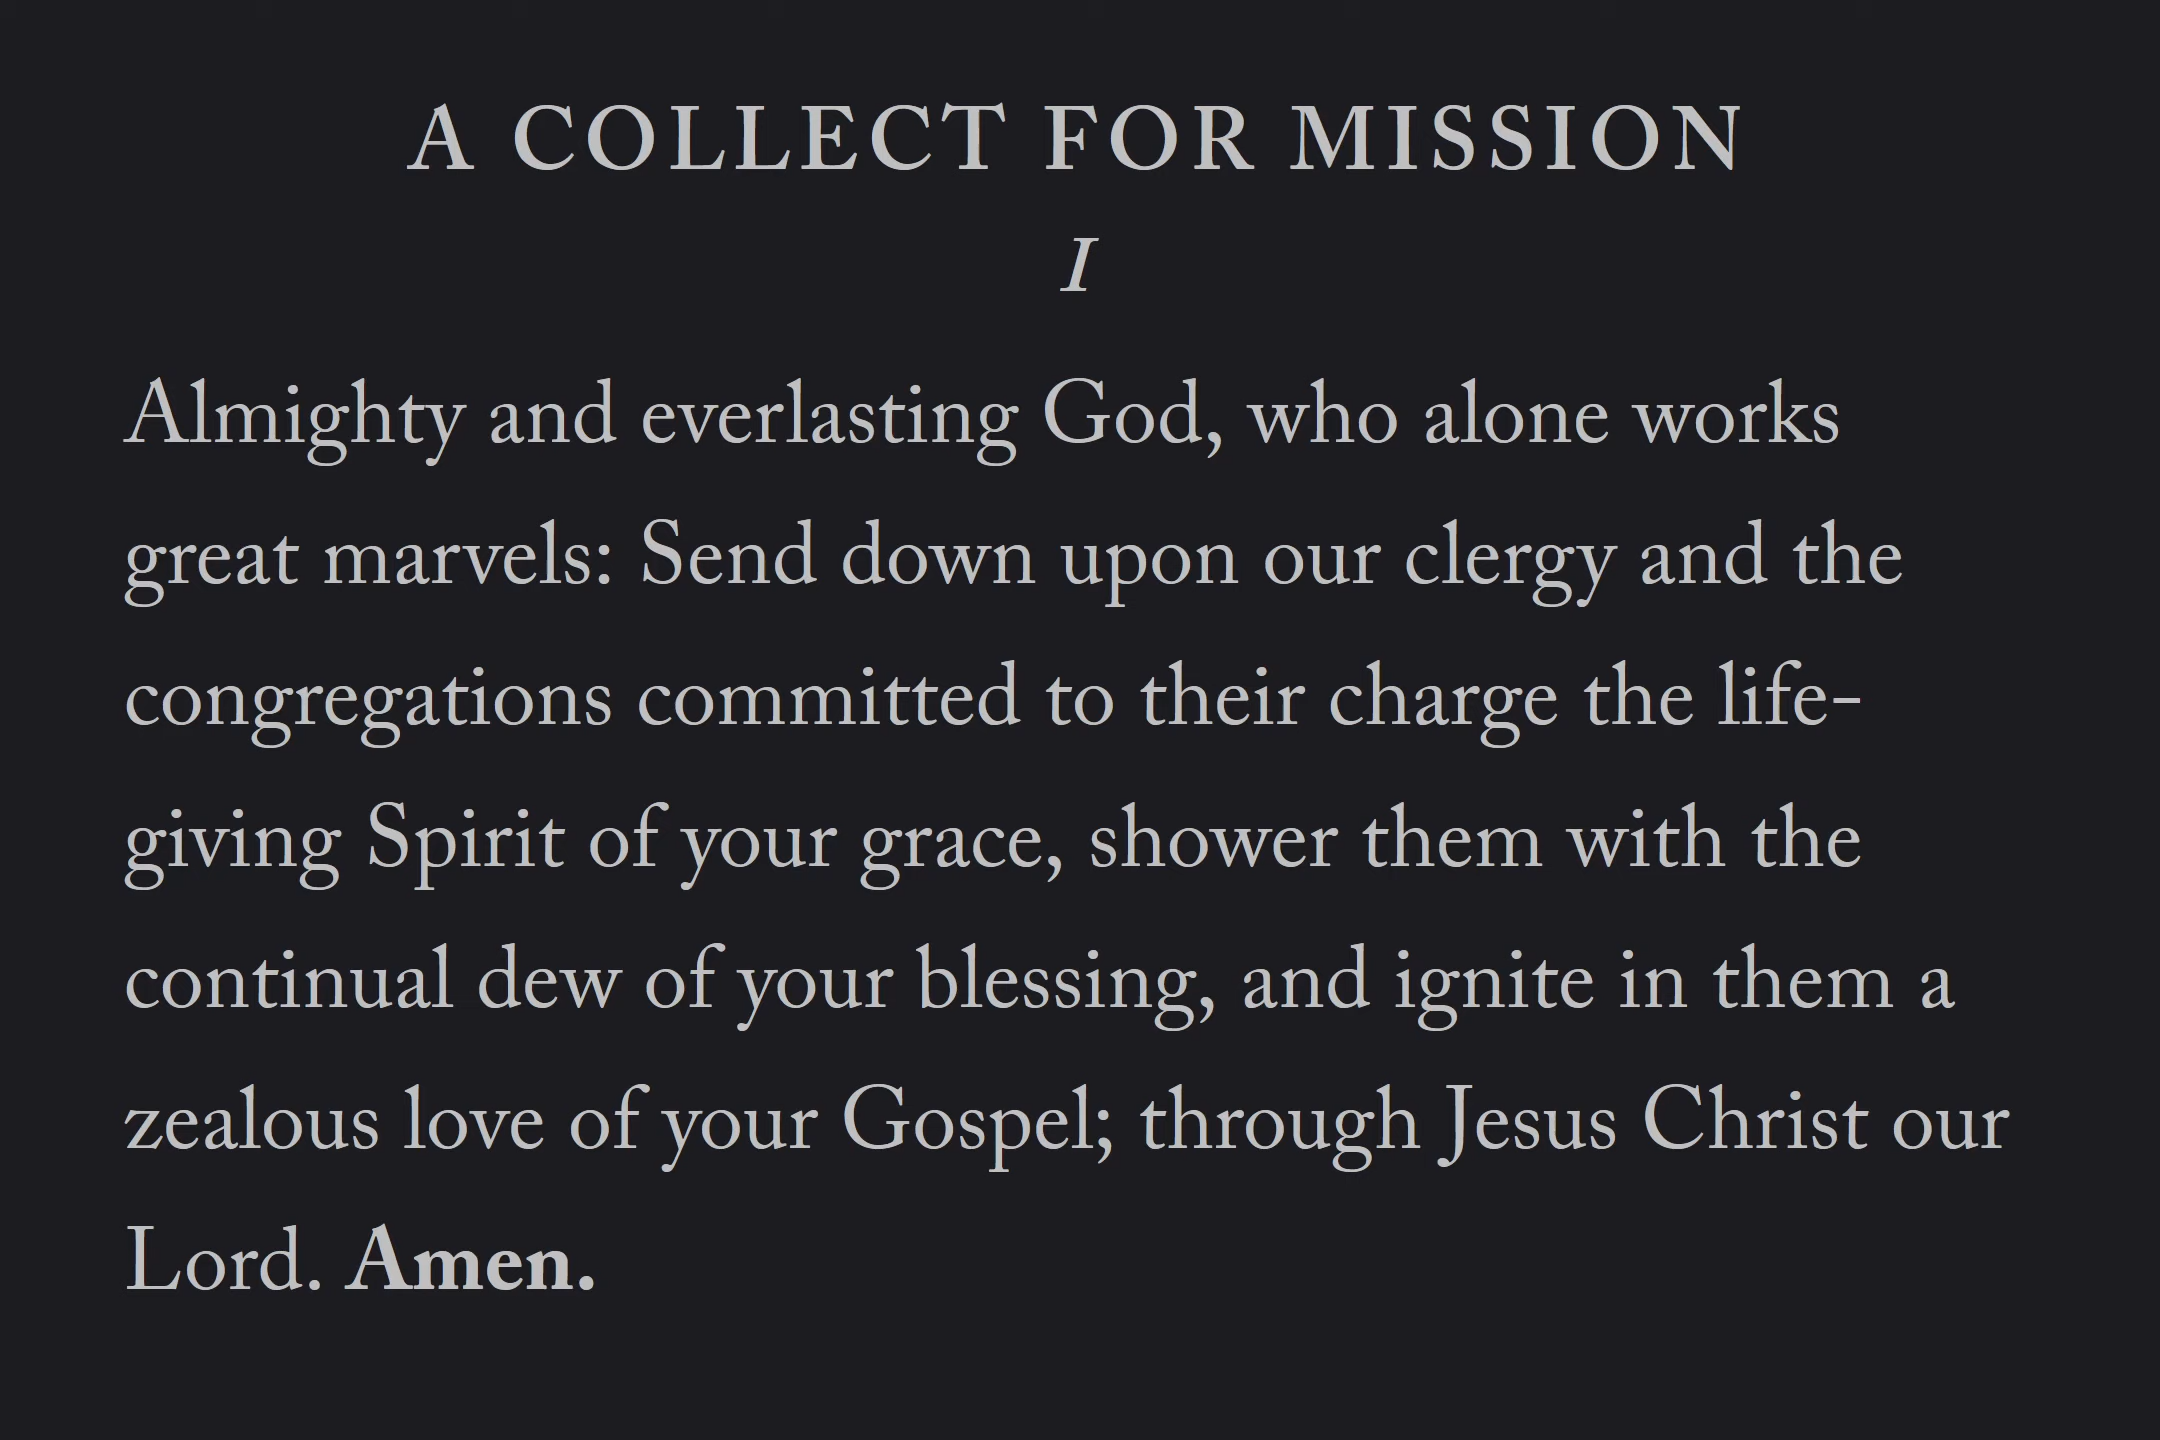 A COLLECT FOR MISSION
I
Almighty and everlasting God, who alone works
great marvels: Send down upon our clergy and the
congregations committed to their charge the life-
giving Spirit of your grace, shower them with the
continual dew of your blessing, and ignite in them a
zealous love of your Gospel; through Jesus Christ our
Lord. Amen.